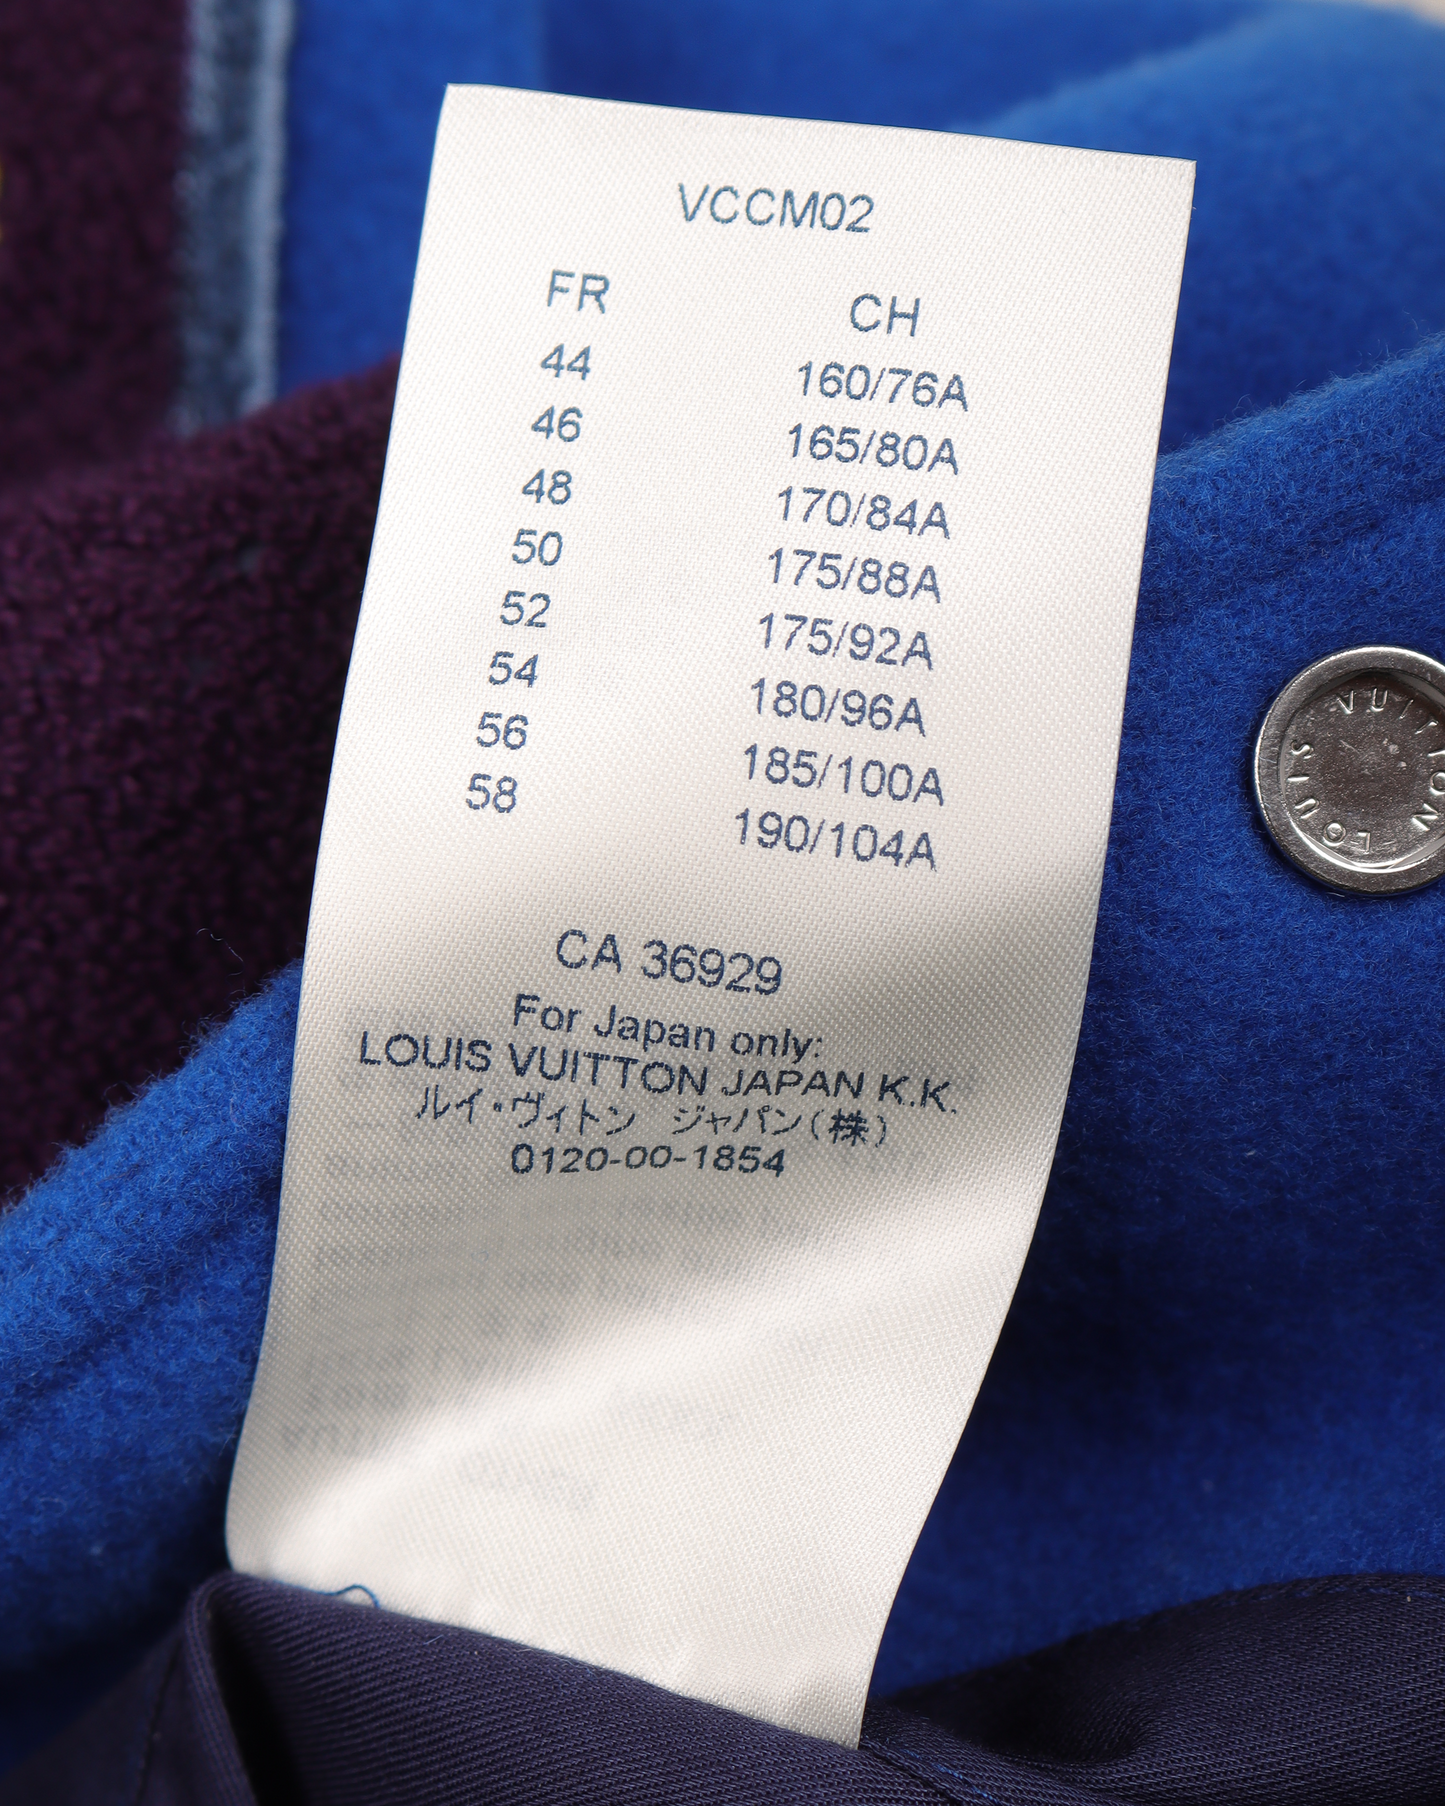 VCCM02
FR CH
44 160/76A
46 165/80A
48 170/84A
50 175/88A
52 175/92A
54 180/96A
56 185/100A
58 190/104A
CA 36929
For Japan only:
LOUIS VUITTON JAPAN K.K.
ルイ・ヴィトン ジャパン(株)
0120-00-1854
LOUIS VUITTON